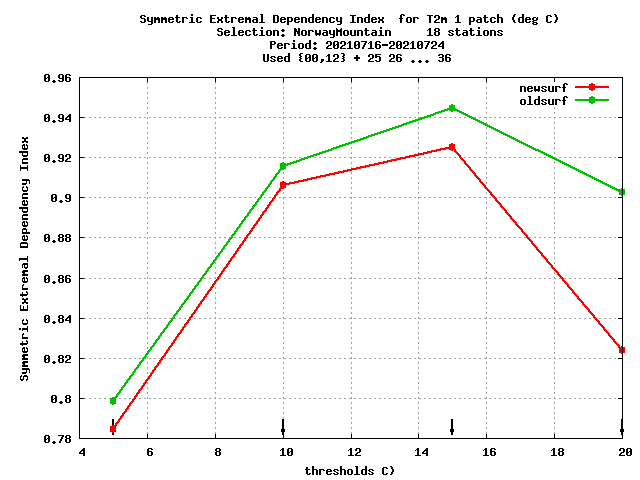 Symmetric Extremal Dependency Index  for T2m 1 patch (deg C)
Selection: NorwayMountain     18 stations
Period: 20210716-20210724
Used {00,12} + 25 26 ... 36
newsurf
oldsurf
Symmetric Extremal Dependency Index
0.96
0.94
0.92
0.9
0.88
0.86
0.84
0.82
0.8
0.78
4 6 8 10 12 14 16 18 20
thresholds C)